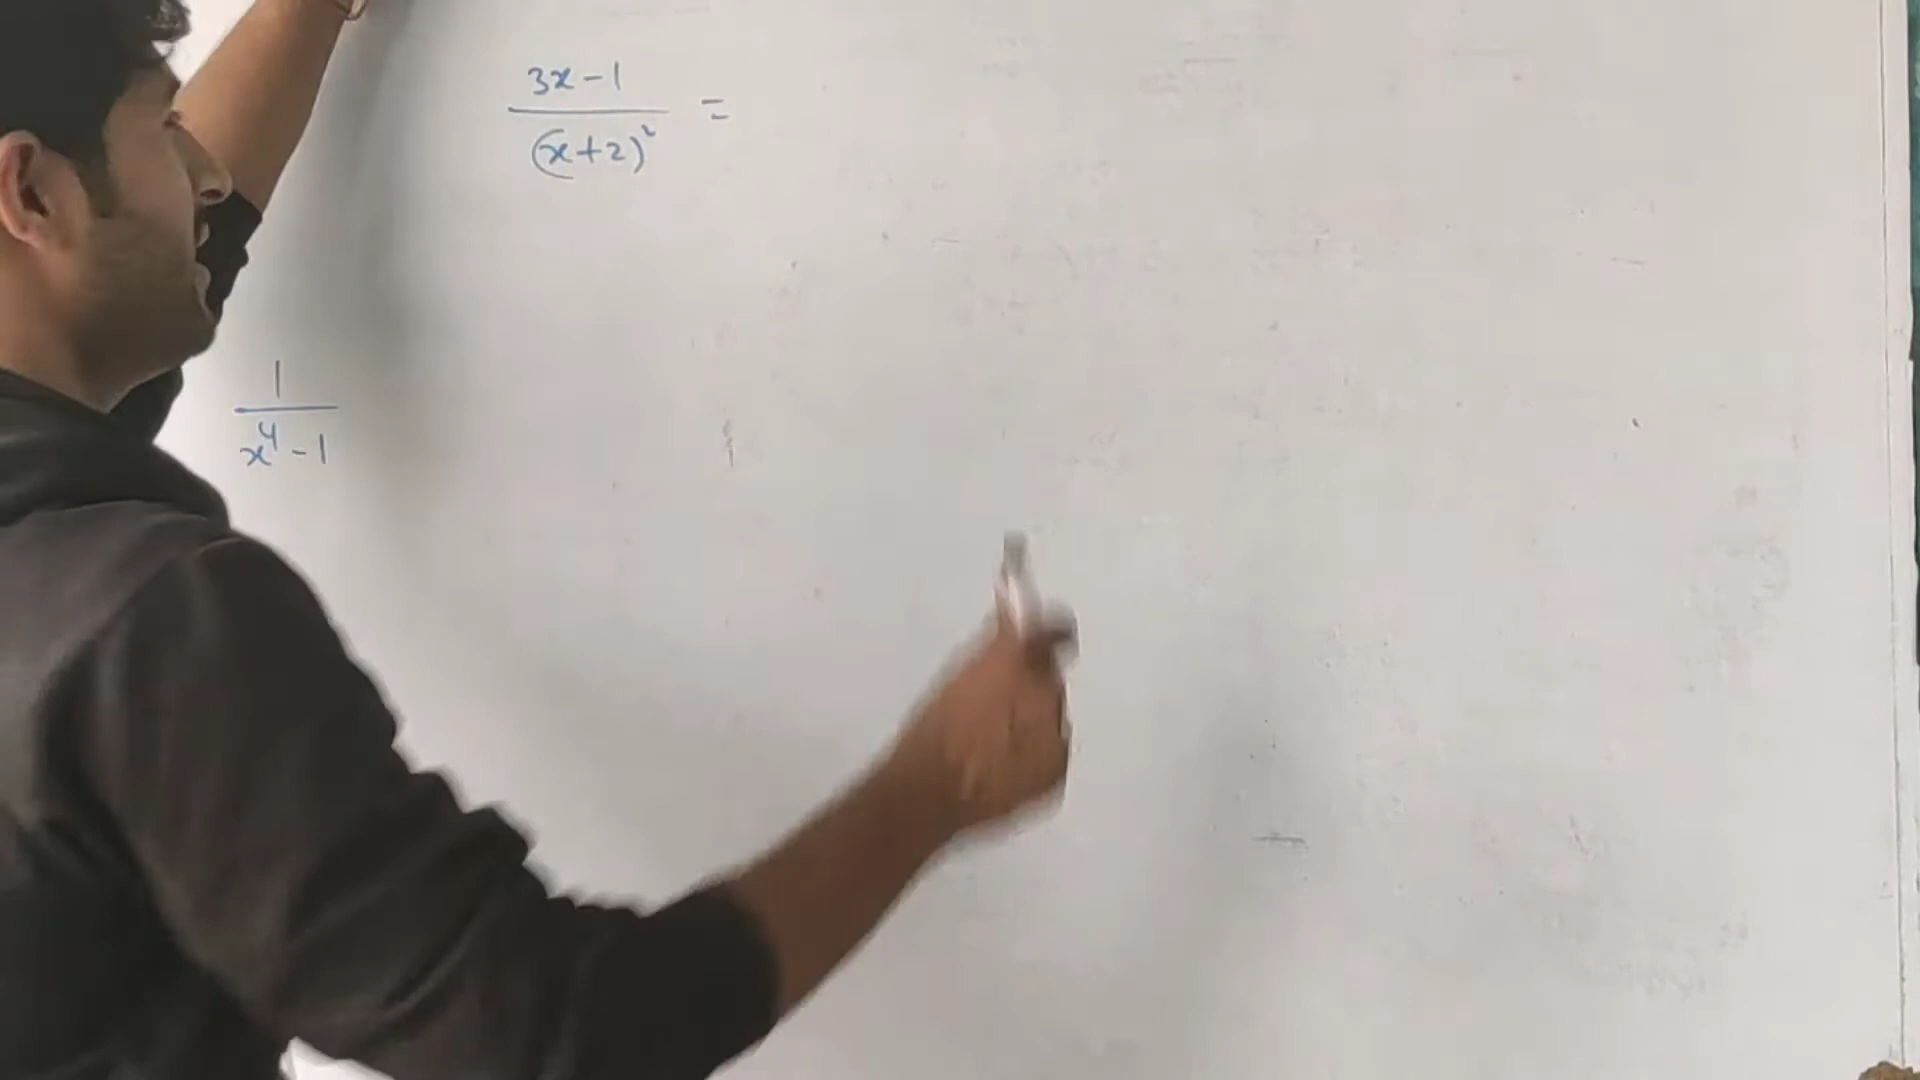 3x-1
/(x+2)² =
1
/x⁴-1